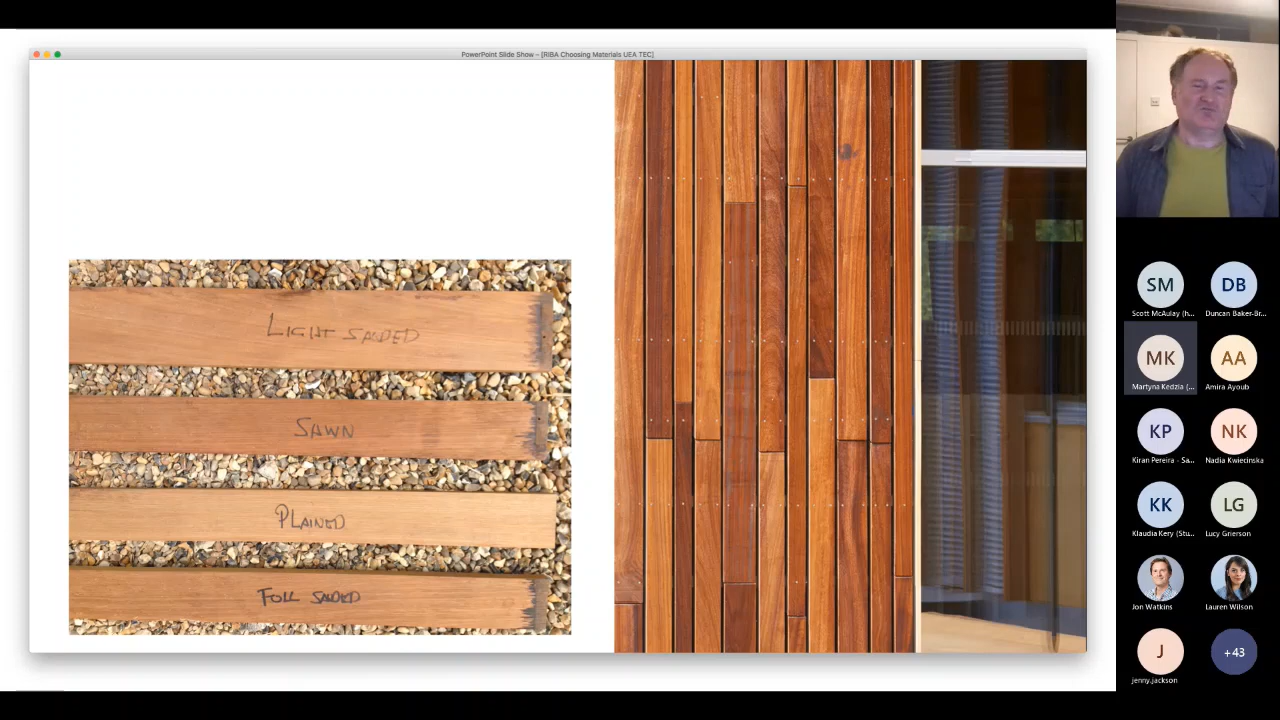 PowerPoint Slide Show – [RIBA Choosing Materials UEA TEC]
LIGHT SANDED
SAWN
PLAINED
FULL SANDED
SM
Scott McAulay (h...
DB
Duncan Baker-Br...
MK
Martyna Kedzia (...
AA
Amira Ayoub
KP
Kiran Pereira - Sa...
NK
Nadia Kwiecinska
KK
Klaudia Kery (Stu...
LG
Lucy Grierson
Jon Watkins
Lauren Wilson
J
jenny.jackson
+43